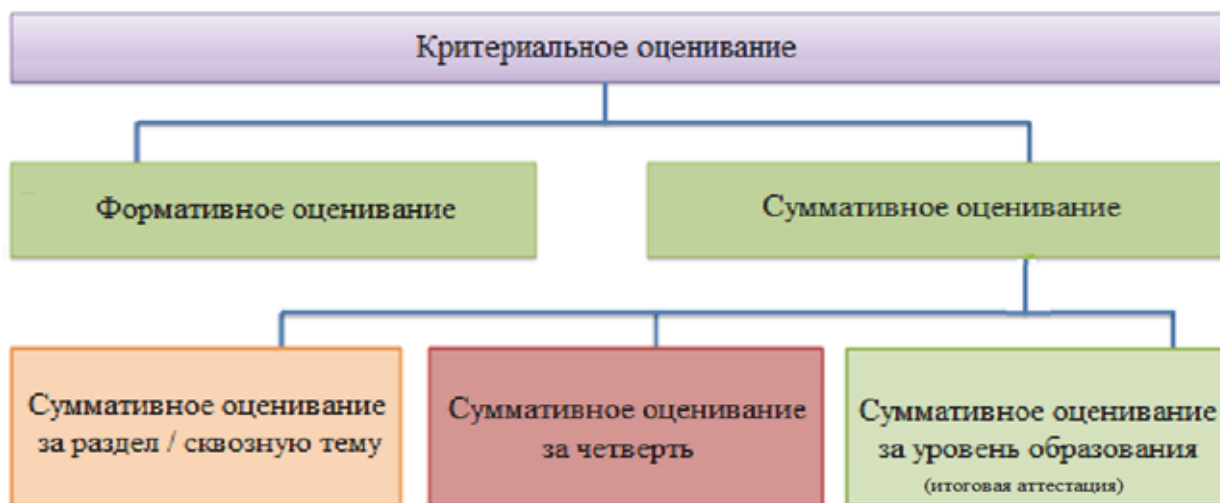 Критериальное оценивание
Формативное оценивание
Суммативное оценивание
Суммативное оценивание
за раздел / сквозную тему
Суммативное оценивание
за четверть
Суммативное оценивание
за уровень образования
(итоговая аттестация)